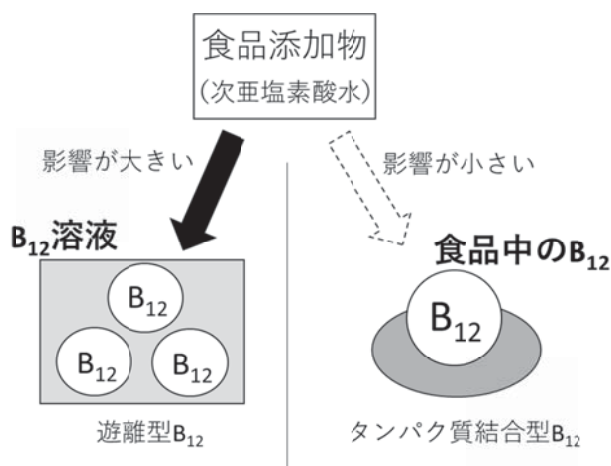 食品添加物
(次亜塩素酸水)
影響が大きい
影響が小さい
B₁₂溶液
食品中のB₁₂
B₁₂
B₁₂
B₁₂
B₁₂
遊離型B₁₂
タンパク質結合型B₁₂